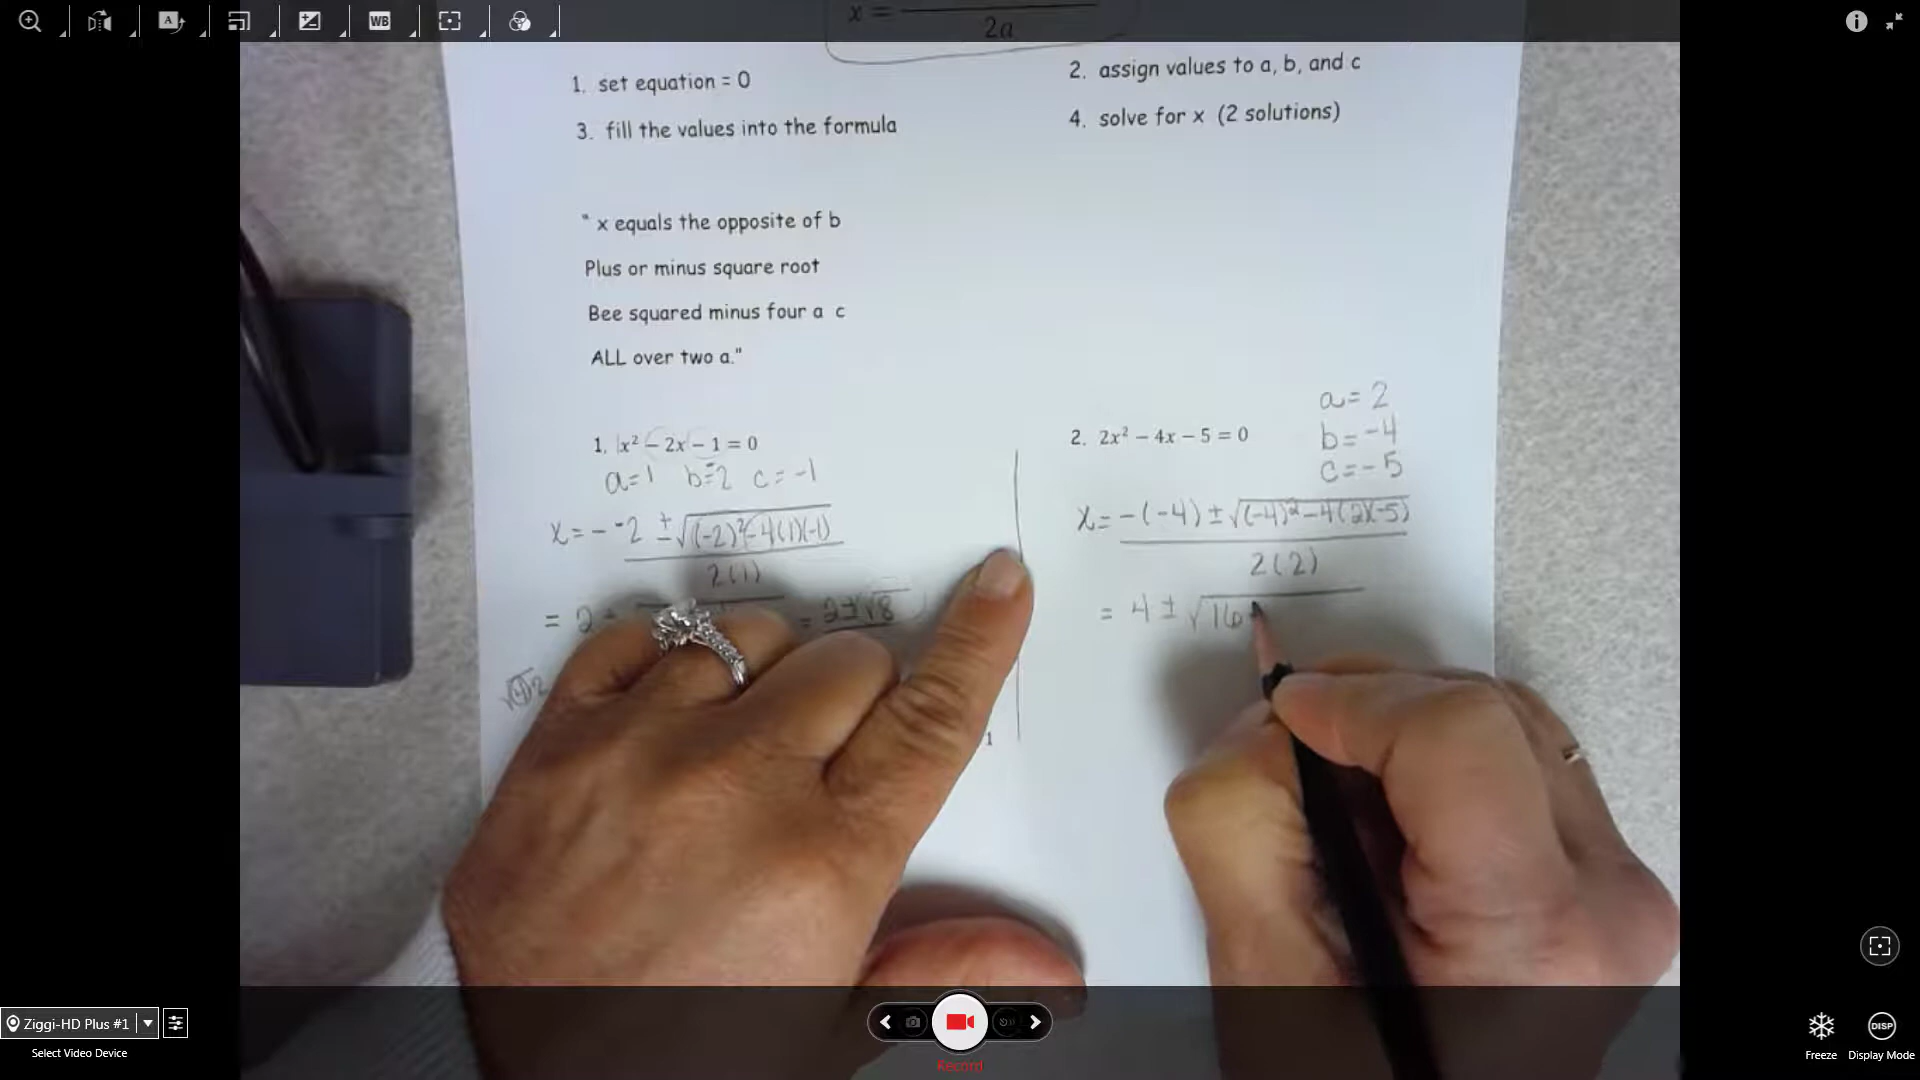 x =
2a
1. set equation = 0
2. assign values to a, b, and c
3. fill the values into the formula
4. solve for x (2 solutions)
" x equals the opposite of b
Plus or minus square root
Bee squared minus four a c
ALL over two a."
1. 1x² − 2x − 1 = 0
a=1 b=-2 c=-1
x = - -2 ± √(-2)²-4(1)(-1)
2(1)
= 2 ±
= 2 ± √8
2. 2x² − 4x − 5 = 0
a = 2
b = -4
c = -5
x = -(-4) ± √(-4)²-4(2)(-5)
2(2)
= 4 ± √16
1
Ziggi-HD Plus #1
Select Video Device
Record
Freeze
DISP
Display Mode
WB
A